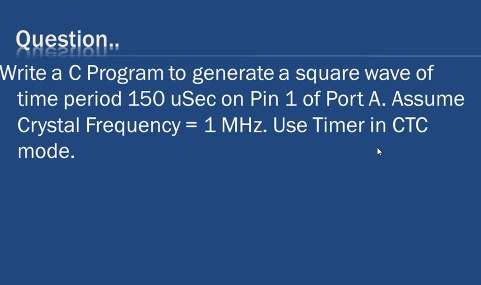 Question..
Write a C Program to generate a square wave of
time period 150 uSec on Pin 1 of Port A. Assume
Crystal Frequency = 1 MHz. Use Timer in CTC
mode.